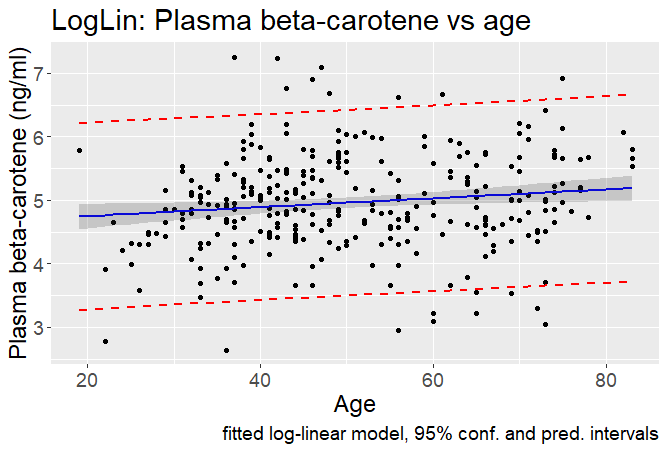 LogLin: Plasma beta-carotene vs age
Plasma beta-carotene (ng/ml)
7
6
5
4
3
20 40 60 80
Age
fitted log-linear model, 95% conf. and pred. intervals